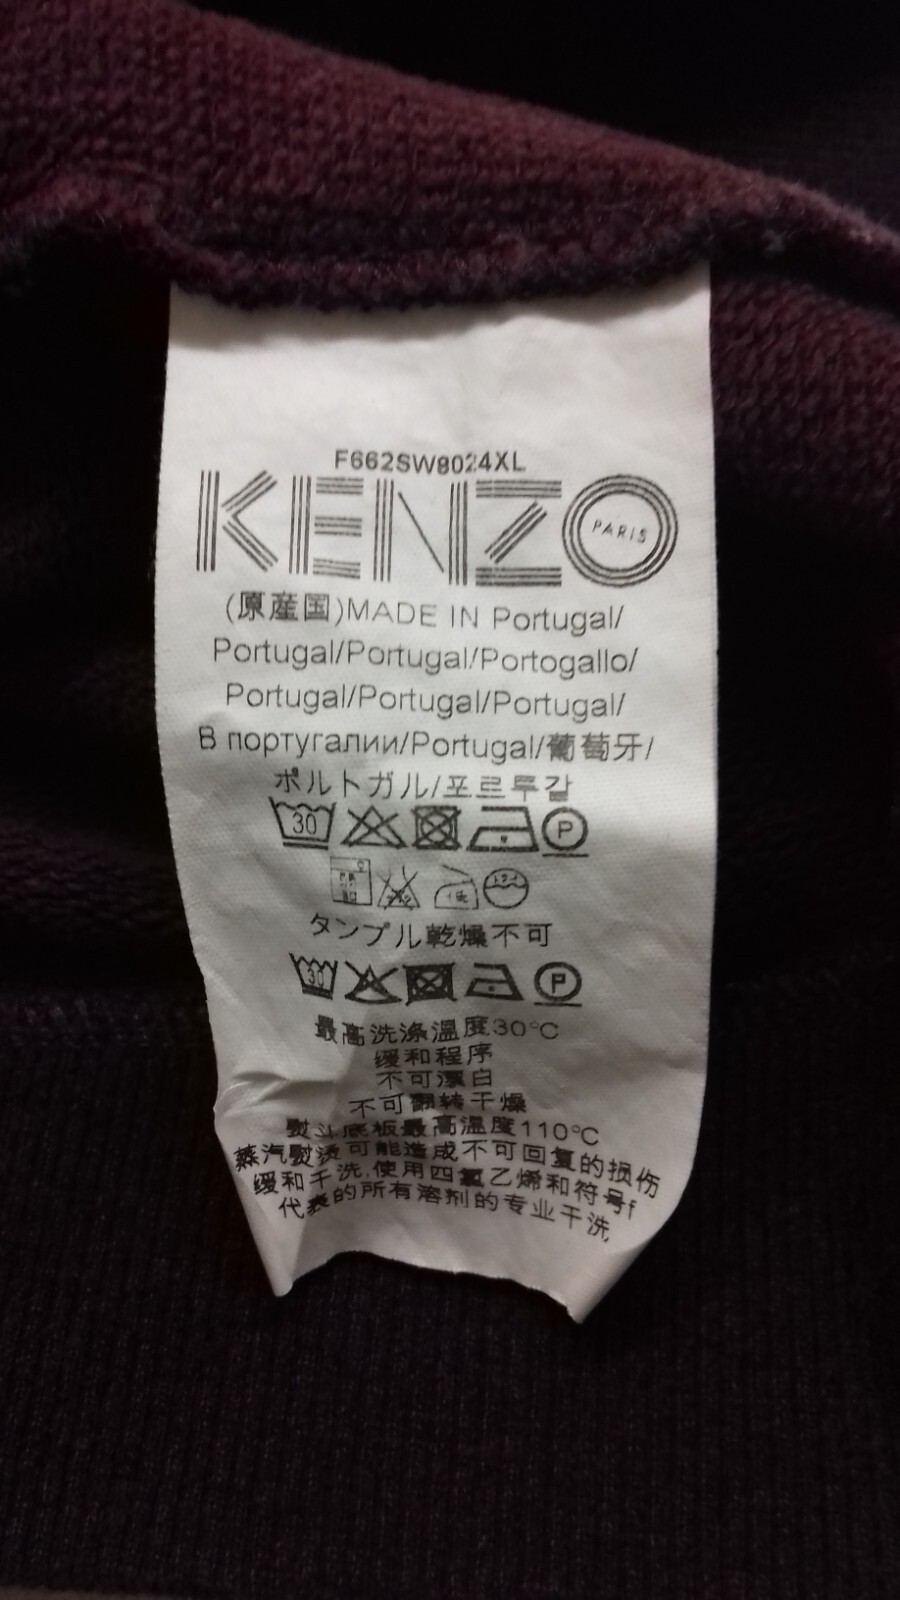 F662SW8024XL
KENZO
PARIS
(原産国)MADE IN Portugal/
Portugal/Portugal/Portogallo/
Portugal/Portugal/Portugal/
В португалии/Portugal/葡萄牙/
ポルトガル/포르투갈
30 P
タンブル乾燥不可
30 P
最高洗涤温度30°C
缓和程序
不可漂白
不可翻转干燥
熨斗底板最高温度110°C
蒸汽熨烫可能造成不可回复的损伤
缓和干洗,使用四氯乙烯和符号f
代表的所有溶剂的专业干洗,